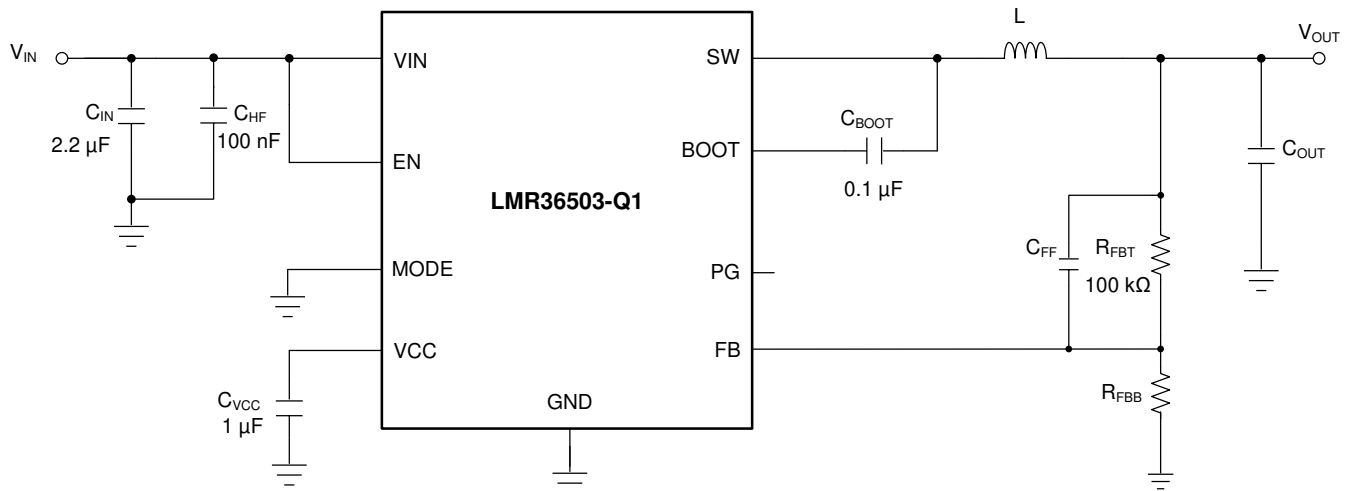 L
V_IN
V_OUT
VIN
SW
C_IN
2.2 µF
C_HF
100 nF
C_BOOT
0.1 µF
BOOT
EN
C_OUT
LMR36503-Q1
C_FF
R_FBT
100 kΩ
MODE
PG
VCC
FB
C_VCC
1 µF
GND
R_FBB